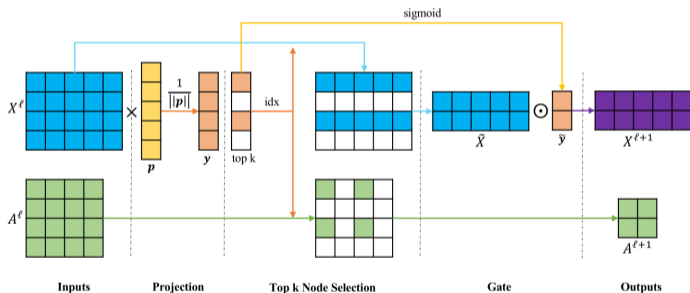 sigmoid
X^ℓ
×
1
||p||
p
y
top k
idx
X̃
⊙
ỹ
X^{ℓ+1}
A^ℓ
A^{ℓ+1}
Inputs Projection Top k Node Selection Gate Outputs